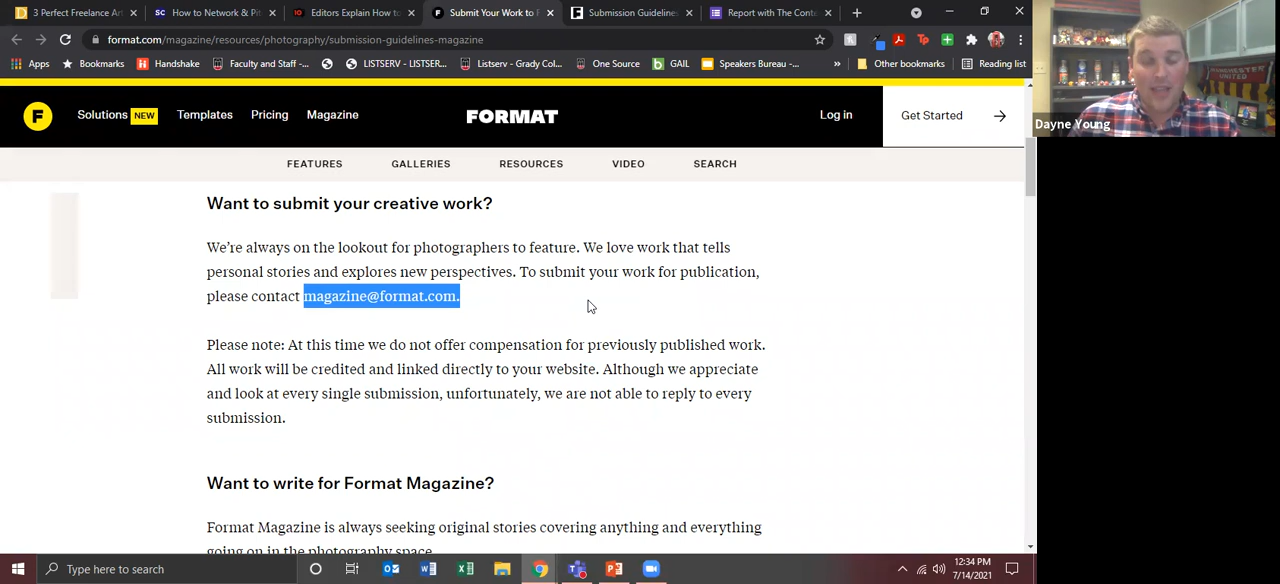 3 Perfect Freelance Ar
How to Network & Pit
Editors Explain How to
Submit Your Work to F
Submission Guideline
Report with The Conte
format.com/magazine/resources/photography/submission-guidelines-magazine
Apps
Bookmarks
Handshake
Faculty and Staff -...
LISTSERV - LISTSER...
Listserv - Grady Col...
One Source
GAIL
Speakers Bureau -...
»
Other bookmarks
Reading list
Dayne Young
F
Solutions NEW
Templates
Pricing
Magazine
FORMAT
Log in
Get Started
FEATURES
GALLERIES
RESOURCES
VIDEO
SEARCH
Want to submit your creative work?
We're always on the lookout for photographers to feature. We love work that tells
personal stories and explores new perspectives. To submit your work for publication,
please contact magazine@format.com.
Please note: At this time we do not offer compensation for previously published work.
All work will be credited and linked directly to your website. Although we appreciate
and look at every single submission, unfortunately, we are not able to reply to every
submission.
Want to write for Format Magazine?
Format Magazine is always seeking original stories covering anything and everything
going on in the photography space
Type here to search
12:34 PM
7/14/2021